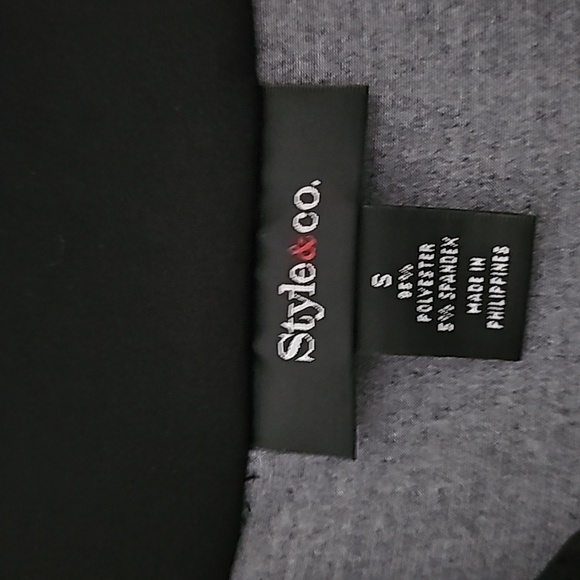 Style&co.
S
95%
POLYESTER
5% SPANDEX
MADE IN
PHILIPPINES